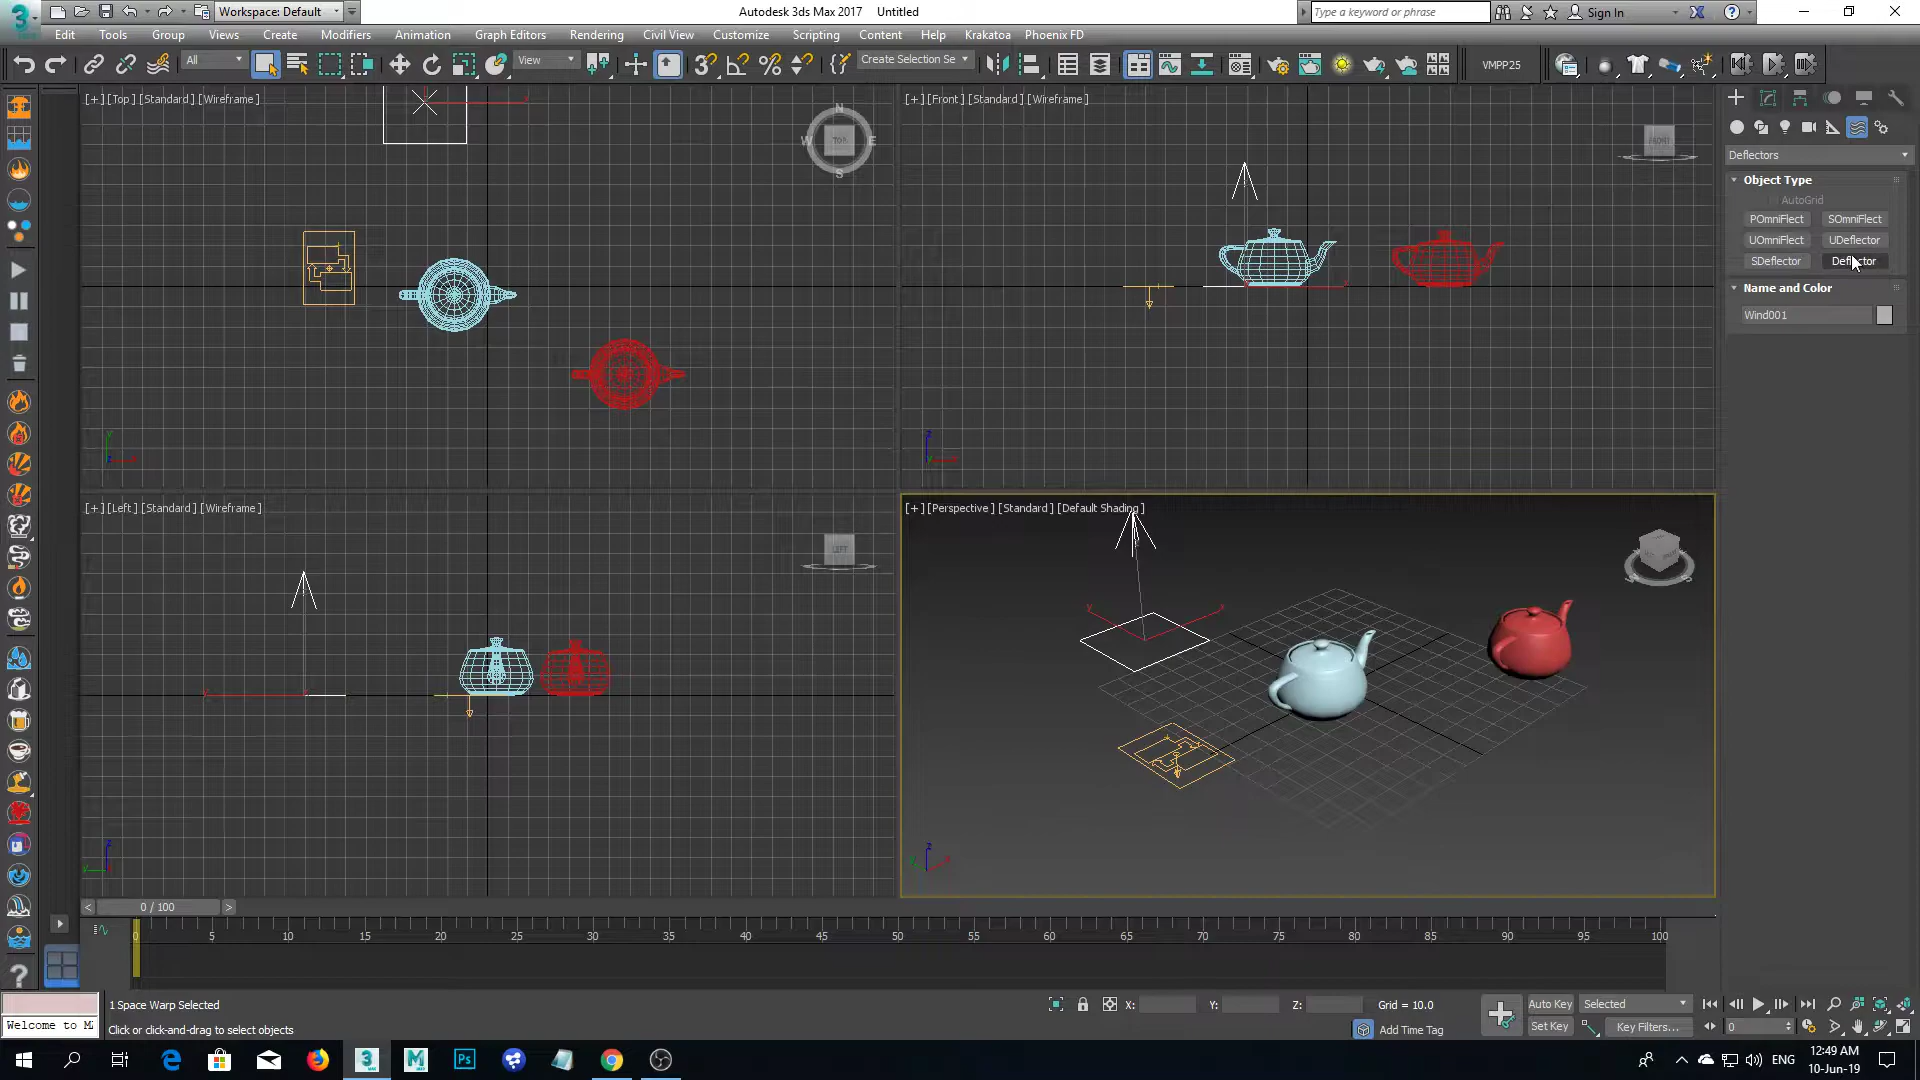 Workspace: Default
Autodesk 3ds Max 2017 Untitled
Type a keyword or phrase
Sign In
Edit Tools Group Views Create Modifiers Animation Graph Editors Rendering Civil View Customize Scripting Content Help Krakatoa Phoenix FD
All
View
Create Selection Se
VMPP25
[+] [Top] [Standard] [Wireframe]
N
W TOP E
S
[+] [Front] [Standard] [Wireframe]
FRONT
Deflectors
Object Type
AutoGrid
POmniFlect SOmniFlect
UOmniFlect UDeflector
SDeflector Deflector
Name and Color
Wind001
[+] [Left] [Standard] [Wireframe]
LEFT
[+] [Perspective] [Standard] [Default Shading]
< 0 / 100 >
0 5 10 15 20 25 30 35 40 45 50 55 60 65 70 75 80 85 90 95 100
1 Space Warp Selected
X: Y: Z: Grid = 10.0
Auto Key Selected
Welcome to M
Click or click-and-drag to select objects
Add Time Tag
Set Key Key Filters...
0
ENG
12:49 AM
10-Jun-19